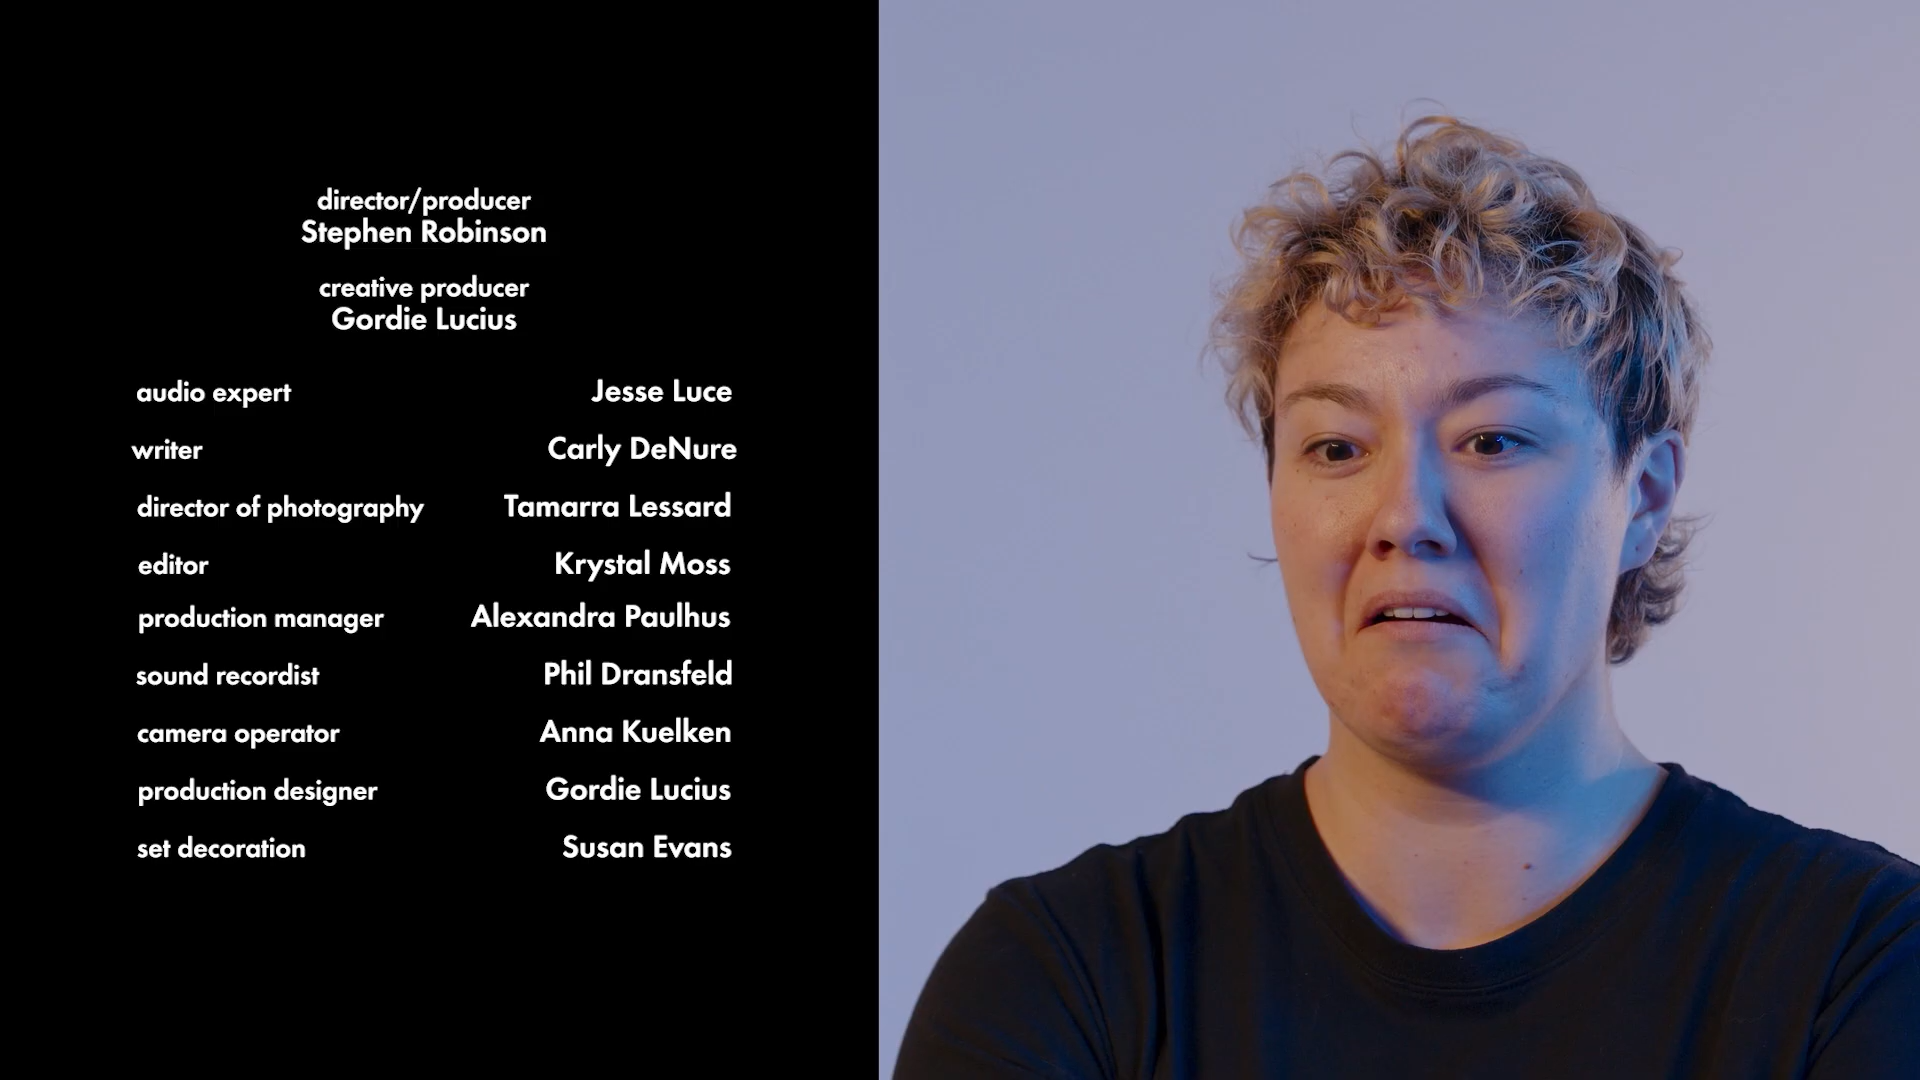 director/producer
Stephen Robinson
creative producer
Gordie Lucius
audio expert Jesse Luce
writer Carly DeNure
director of photography Tamarra Lessard
editor Krystal Moss
production manager Alexandra Paulhus
sound recordist Phil Dransfeld
camera operator Anna Kuelken
production designer Gordie Lucius
set decoration Susan Evans